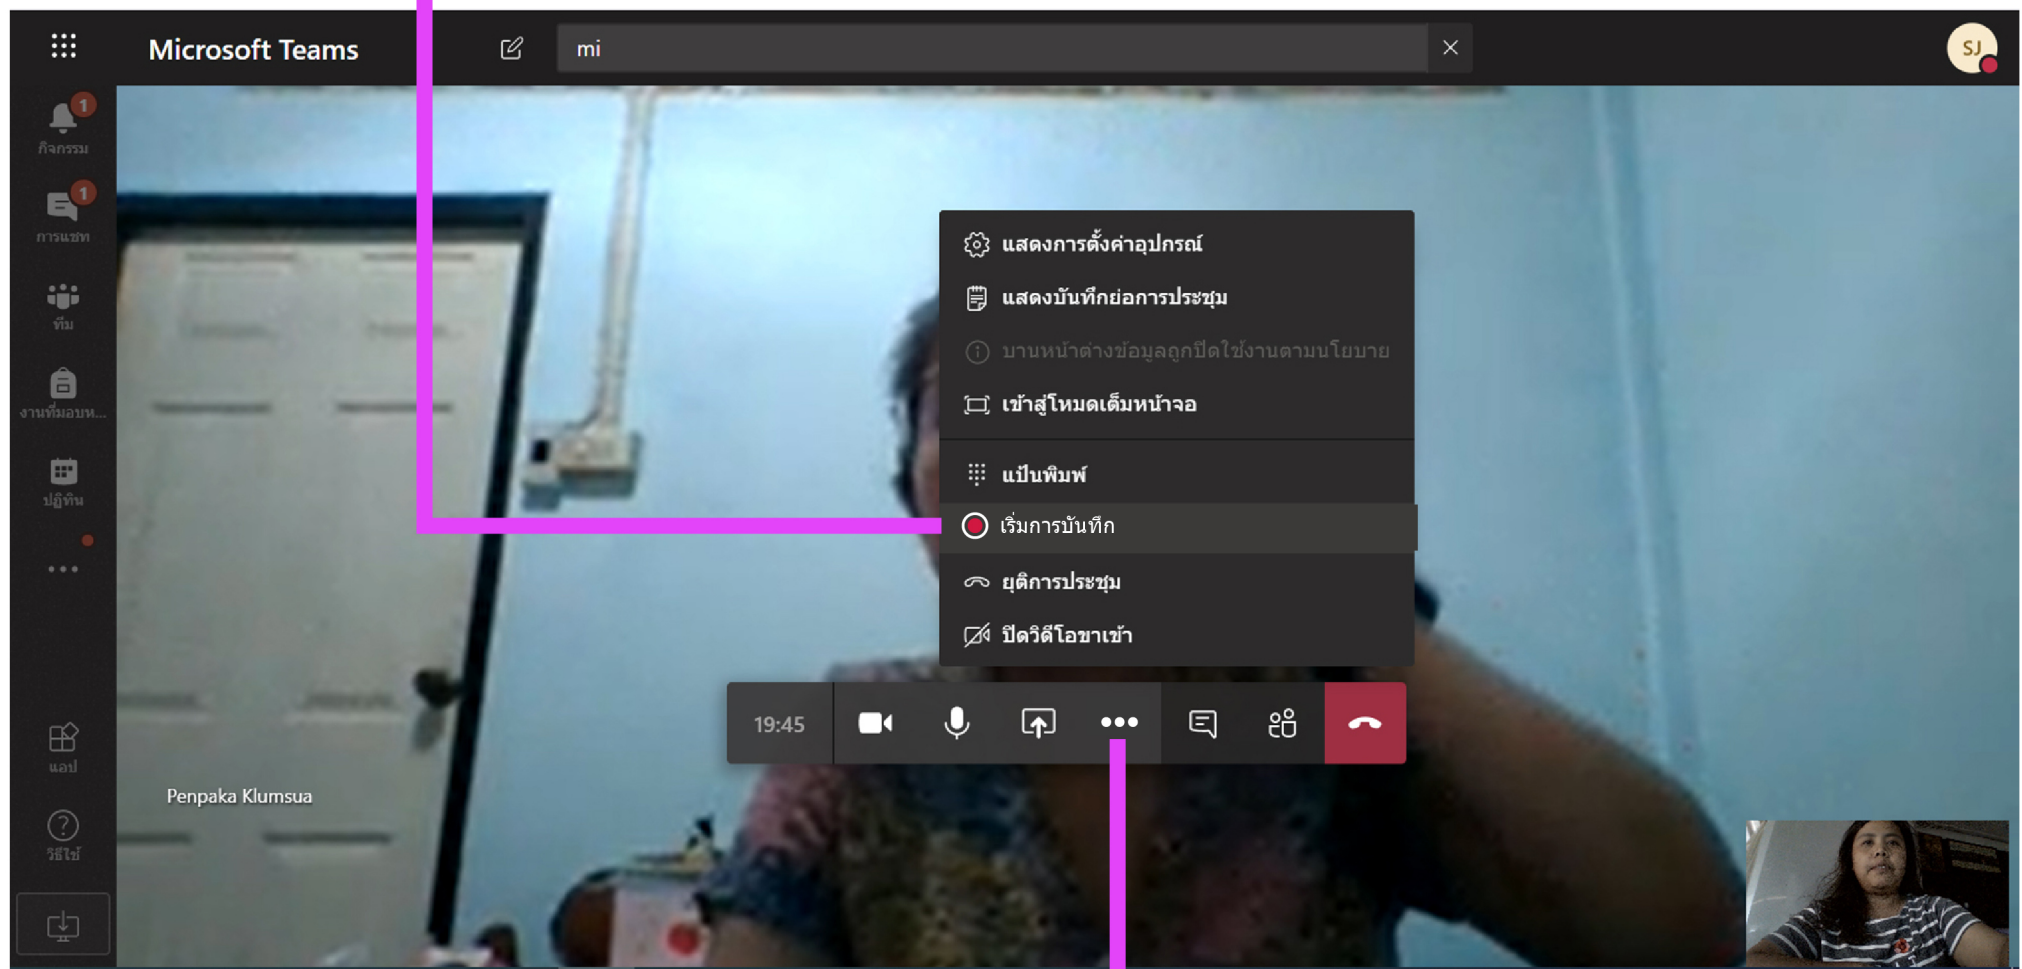 Microsoft Teams
mi
SJ
1
กิจกรรม
1
การแชท
ทีม
งานที่มอบห...
ปฏิทิน
แอป
วิธีใช้
แสดงการตั้งค่าอุปกรณ์
แสดงบันทึกย่อการประชุม
บานหน้าต่างข้อมูลถูกปิดใช้งานตามนโยบาย
เข้าสู่โหมดเต็มหน้าจอ
แป้นพิมพ์
เริ่มการบันทึก
ยุติการประชุม
ปิดวิดีโอขาเข้า
19:45
Penpaka Klumsua